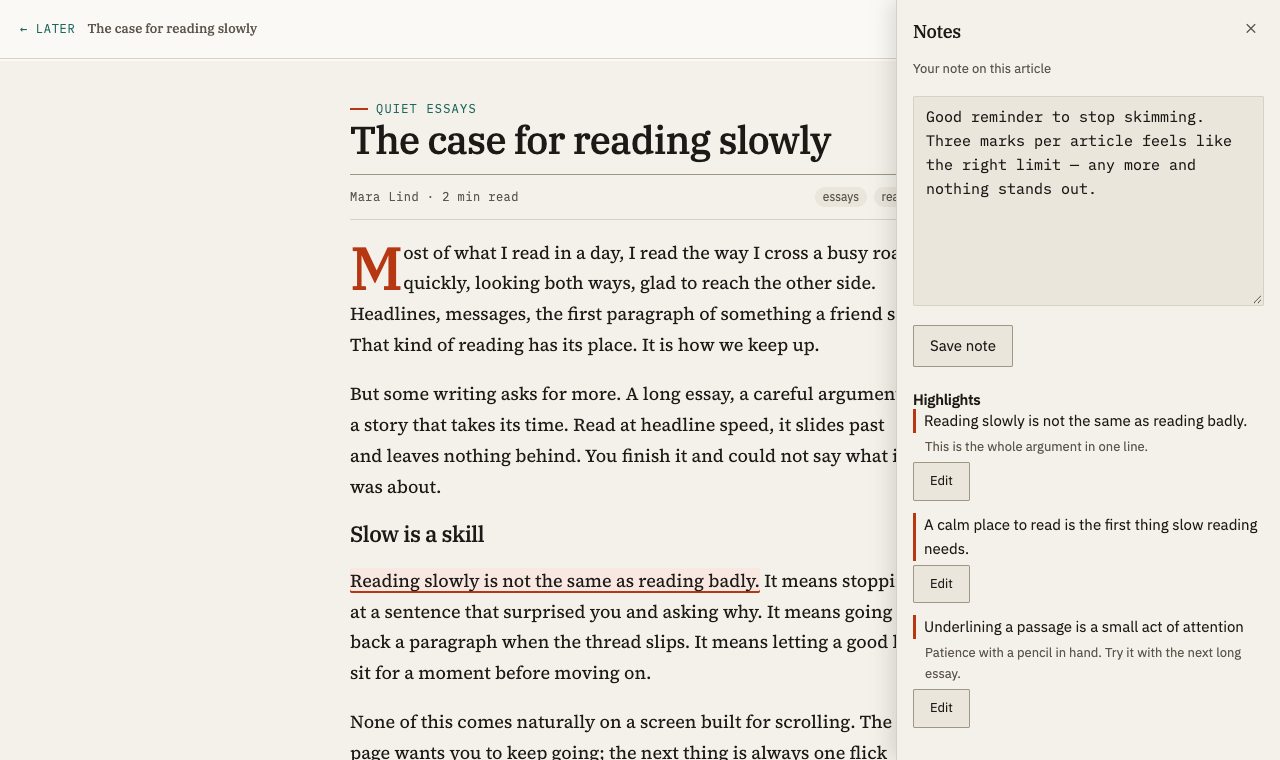 ← LATER The case for reading slowly
QUIET ESSAYS
The case for reading slowly
Mara Lind · 2 min read
essays
Most of what I read in a day, I read the way I cross a busy
quickly, looking both ways, glad to reach the other side.
Headlines, messages, the first paragraph of something a friend
That kind of reading has its place. It is how we keep up.
But some writing asks for more. A long essay, a careful
a story that takes its time. Read at headline speed, it slides past
and leaves nothing behind. You finish it and could not say what
was about.
Slow is a skill
Reading slowly is not the same as reading badly. It means
at a sentence that surprised you and asking why. It means going
back a paragraph when the thread slips. It means letting a good
sit for a moment before moving on.
None of this comes naturally on a screen built for scrolling. The
page wants you to keep going; the next thing is always one flick
Notes
×
Your note on this article
Good reminder to stop skimming.
Three marks per article feels like
the right limit — any more and
nothing stands out.
Save note
Highlights
Reading slowly is not the same as reading badly.
This is the whole argument in one line.
Edit
A calm place to read is the first thing slow reading
needs.
Edit
Underlining a passage is a small act of attention
Patience with a pencil in hand. Try it with the next long
essay.
Edit